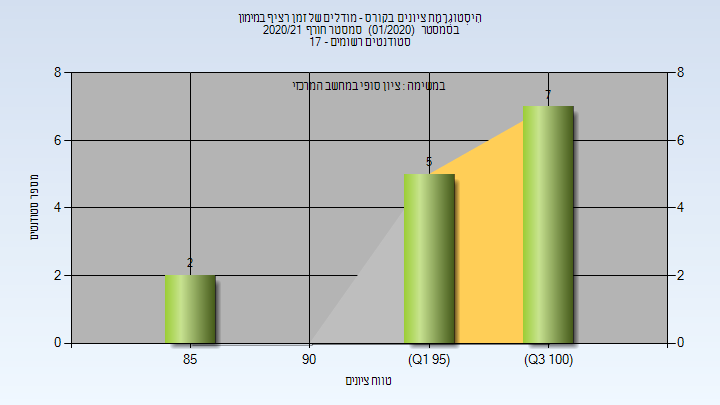 היסטוגרמת ציונים בקורס - מודלים של זמן רציף במימון
בסמסטר (01/2020) סמסטר חורף 2020/21
סטודנטים רשומים - 17
במשימה : ציון סופי במחשב המרכזי
8 8
7
6 6
5
4 4
2
2 2
0 0
מספר סטודנטים
85 90 (Q1 95) (Q3 100)
טווח ציונים